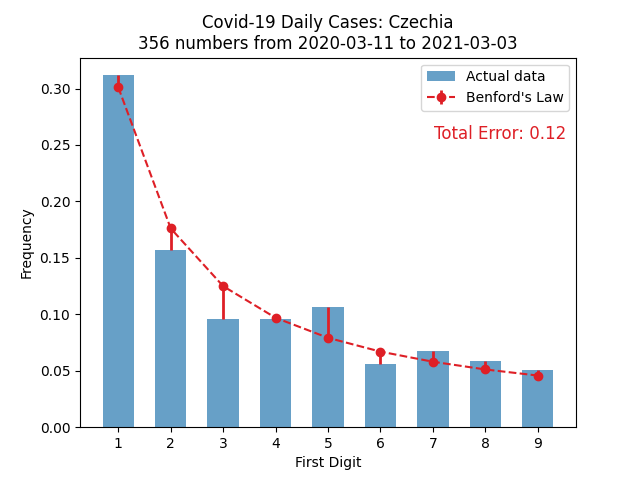 Covid-19 Daily Cases: Czechia
356 numbers from 2020-03-11 to 2021-03-03
Actual data
Benford's Law
Total Error: 0.12
Frequency
0.30
0.25
0.20
0.15
0.10
0.05
0.00
1 2 3 4 5 6 7 8 9
First Digit